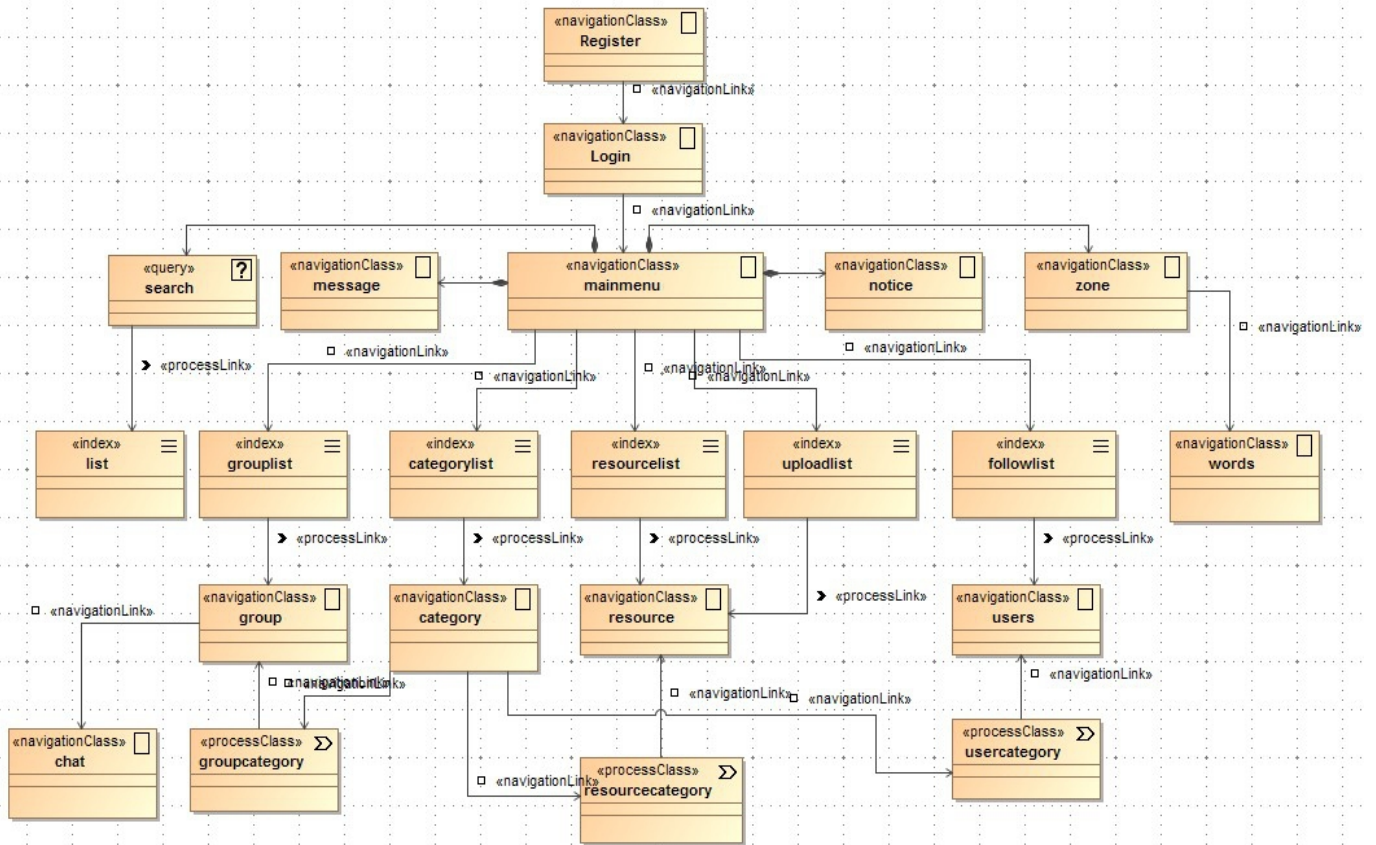 «navigationClass»
Register
«navigationLink»
«navigationClass»
Login
«navigationLink»
«query»
search
«navigationClass»
message
«navigationClass»
mainmenu
«navigationClass»
notice
«navigationClass»
zone
«navigationLink»
«processLink»
«navigationLink»
«navigationLink»
«navigationLink»
«navigationLink»
«navigationLink»
«index»
list
«index»
grouplist
«index»
categorylist
«index»
resourcelist
«index»
uploadlist
«index»
followlist
«navigationClass»
words
«processLink»
«processLink»
«processLink»
«processLink»
«processLink»
«navigationLink»
«navigationClass»
group
«navigationClass»
category
«navigationClass»
resource
«navigationClass»
users
«navigationLink»
«navigationLink»
«navigationLink»
«navigationLink»
«navigationLink»
«navigationClass»
chat
«processClass»
groupcategory
«navigationLink»
«processClass»
resourcecategory
«processClass»
usercategory